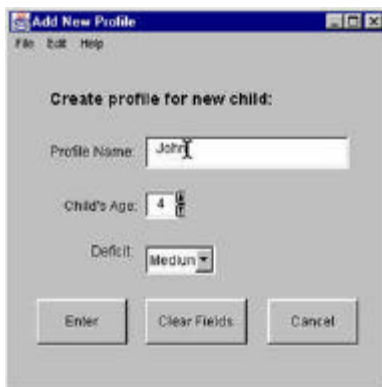 Add New Profile
File Edit Help
Create profile for new child:
Profile Name: John
Child's Age: 4
Deficit: Medium
Enter Clear Fields Cancel